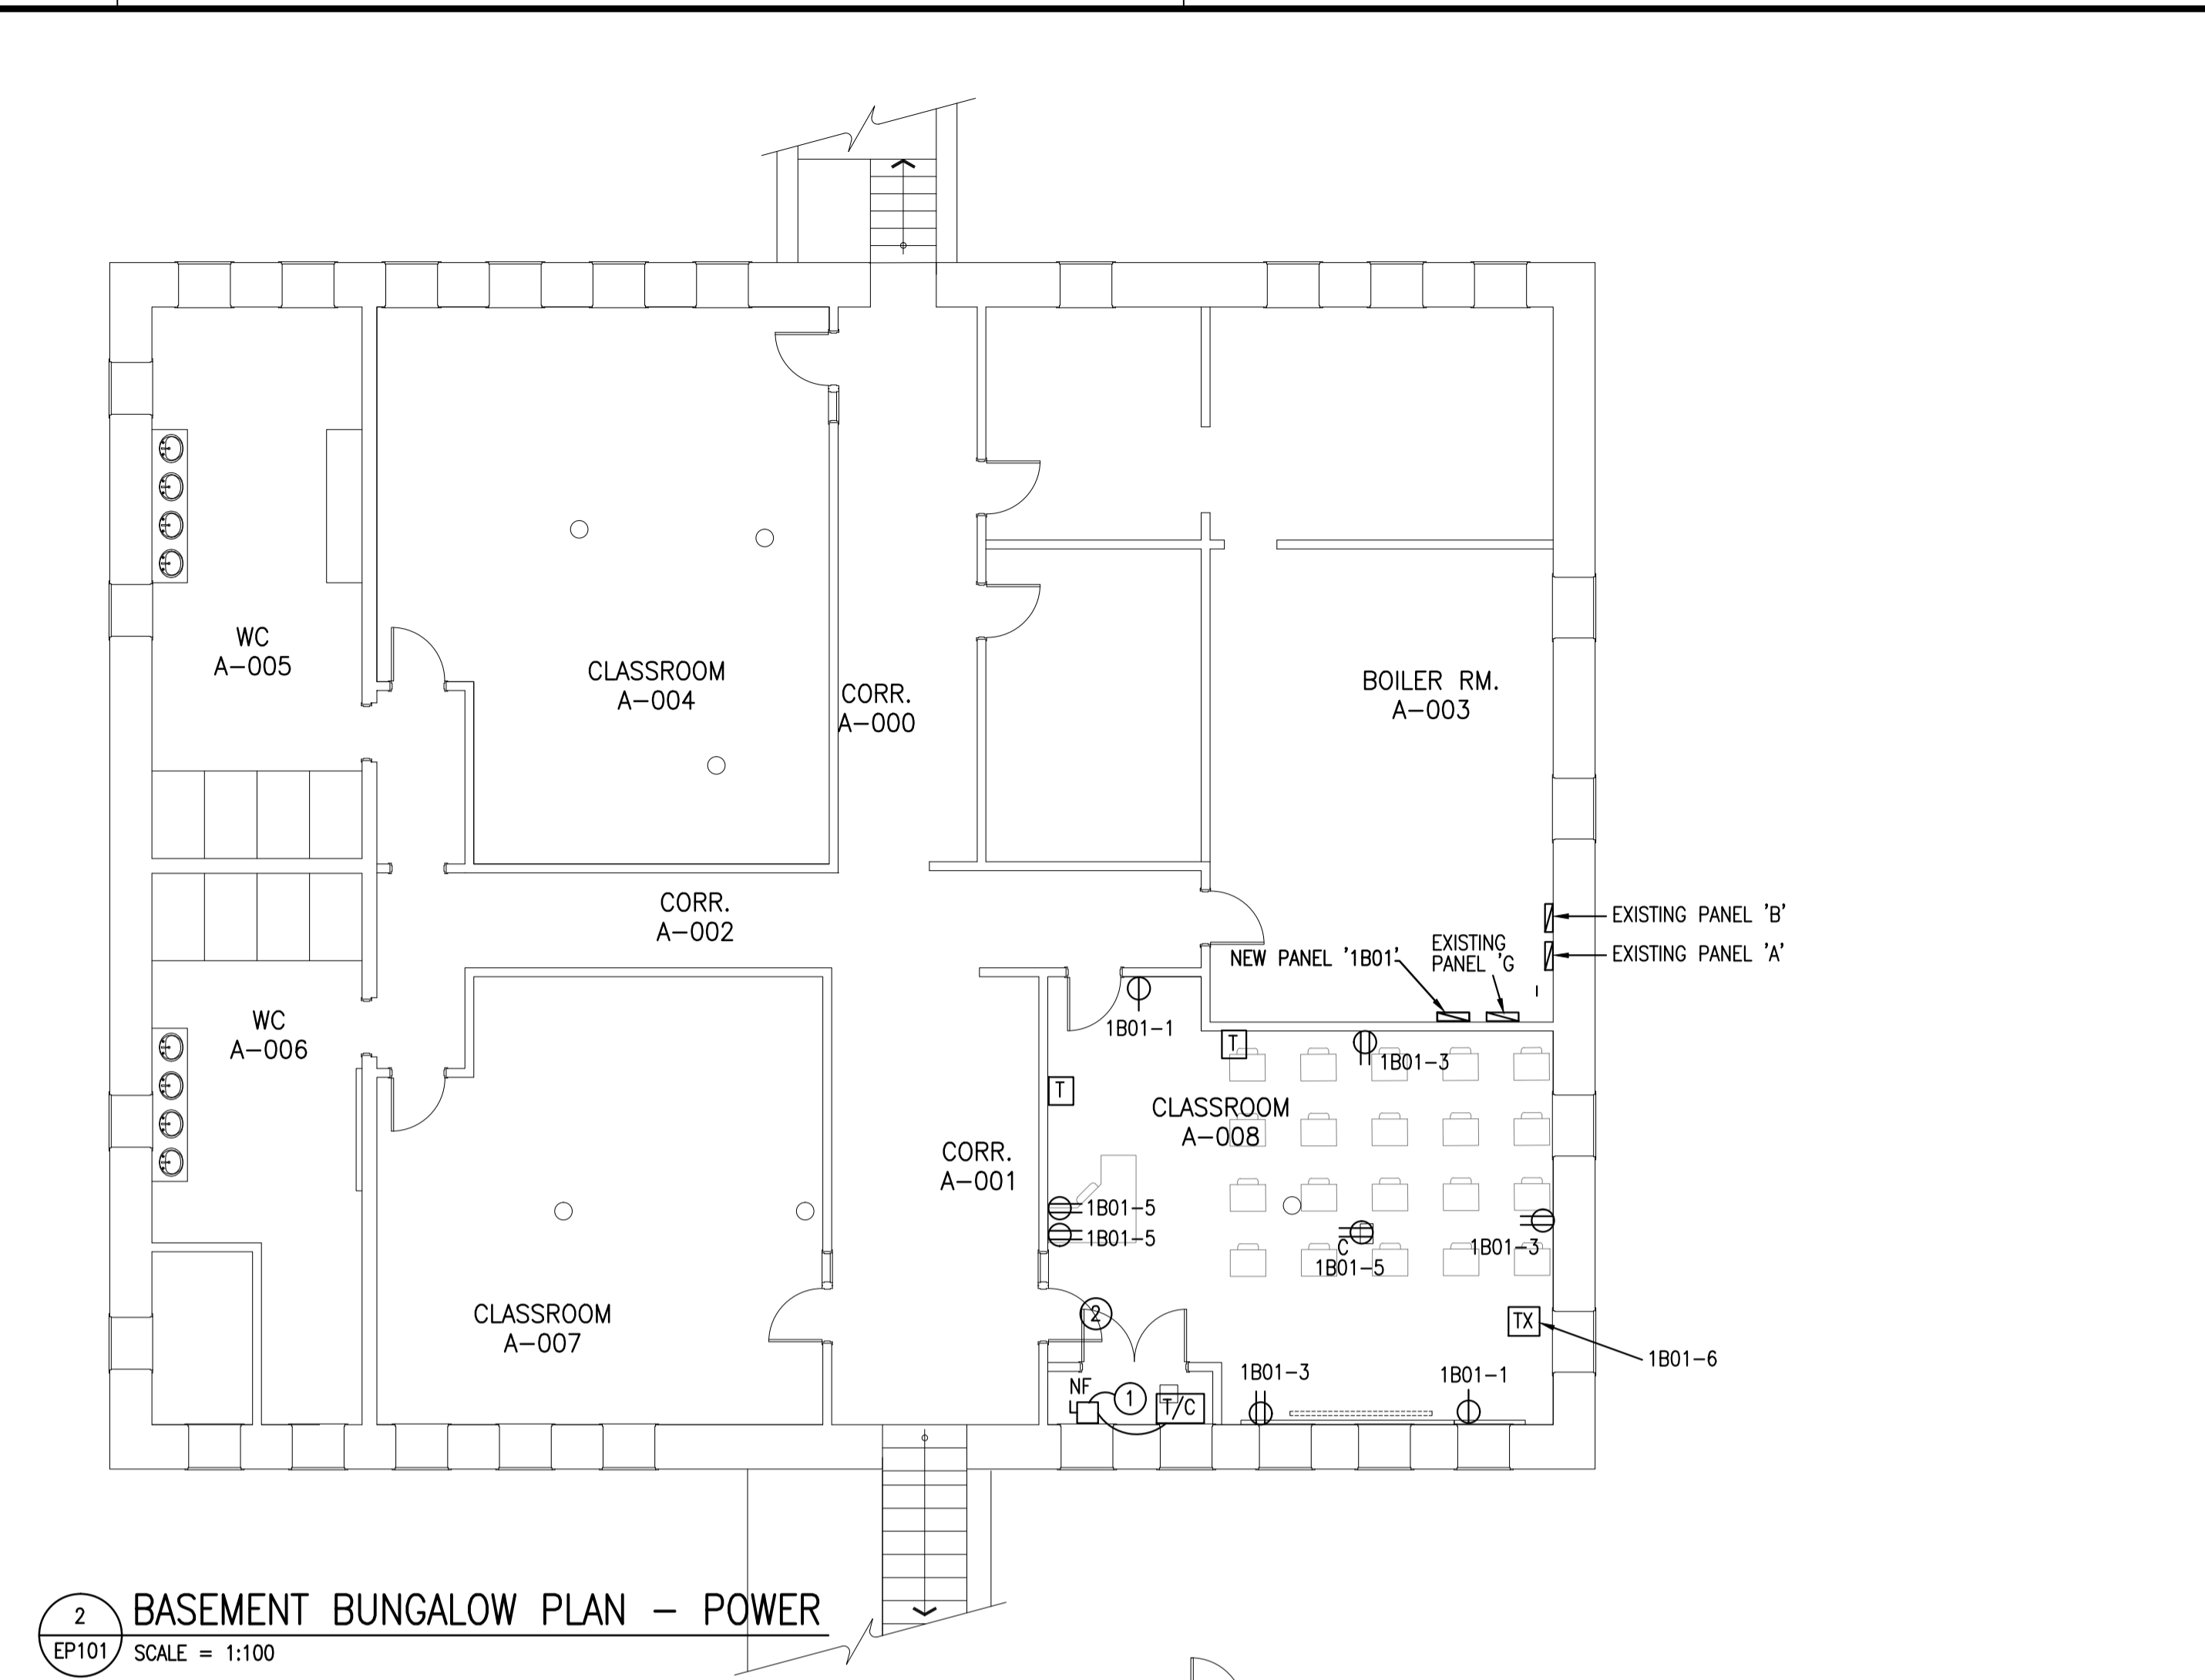 WC
A-005
CLASSROOM
A-004
CORR.
A-000
BOILER RM.
A-003
CORR.
A-002
EXISTING PANEL 'B'
EXISTING PANEL 'A'
NEW PANEL '1B01'
EXISTING
PANEL 'G
WC
A-006
1B01-1
T
1B01-3
T
CLASSROOM
A-008
CORR.
A-001
1B01-5
1B01-5
C
1B01-5
1B01-3
CLASSROOM
A-007
2
TX
1B01-6
NF
L
1
T/C
1B01-3
1B01-1
2
EP101
BASEMENT BUNGALOW PLAN - POWER
SCALE = 1:100